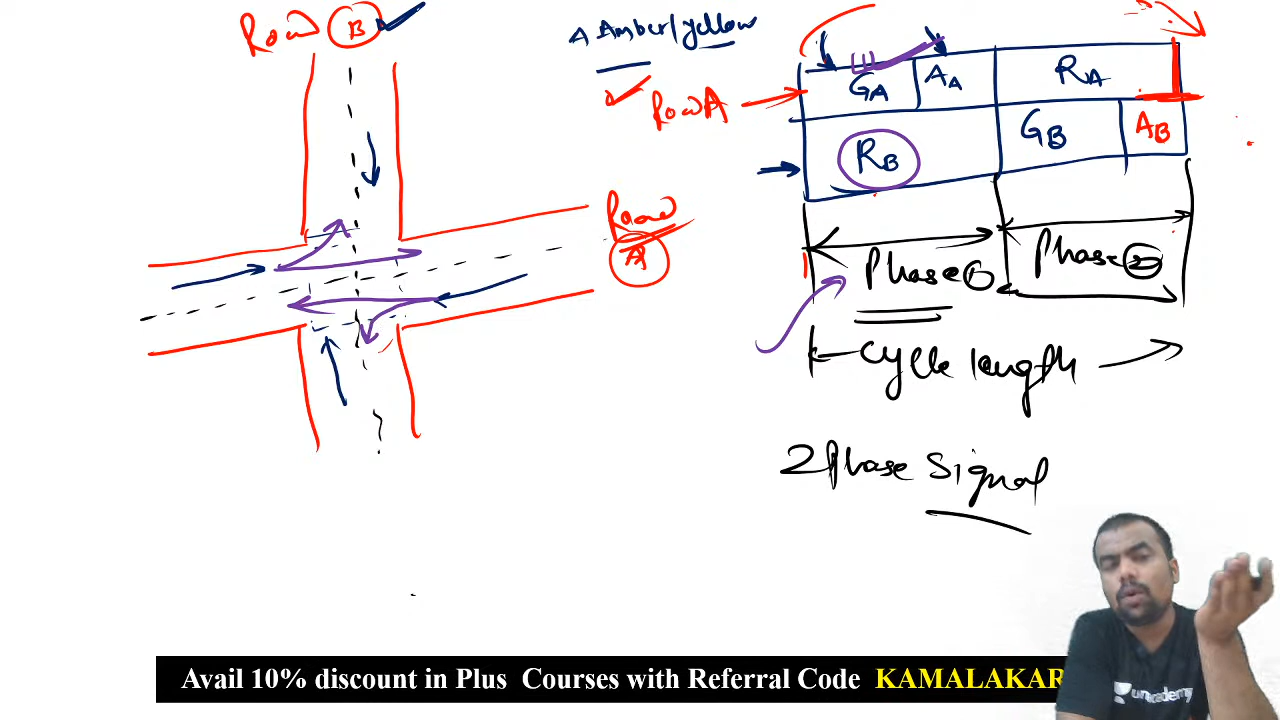 Road B
A Amber/yellow
Road A
GA AA RA
RB GB AB
Road
A
Phase 1 Phase 2
Cycle length
2 Phase Signal
Avail 10% discount in Plus Courses with Referral Code KAMALAKAR
unacademy